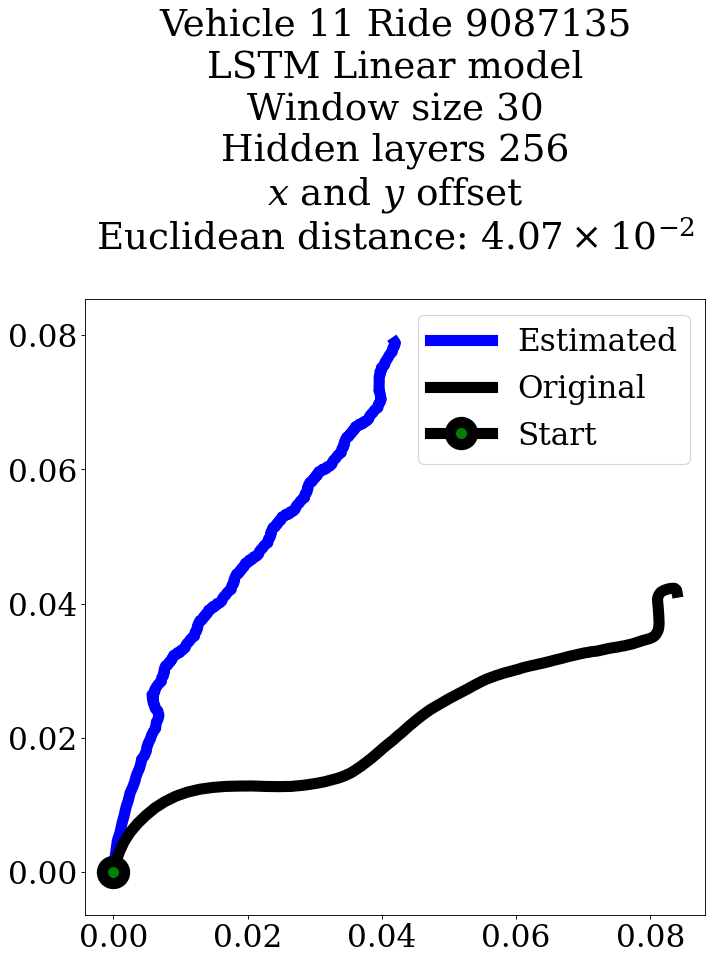 Vehicle 11 Ride 9087135
LSTM Linear model
Window size 30
Hidden layers 256
x and y offset
Euclidean distance: 4.07 × 10⁻²
Estimated
Original
Start
0.08
0.06
0.04
0.02
0.00
0.00 0.02 0.04 0.06 0.08